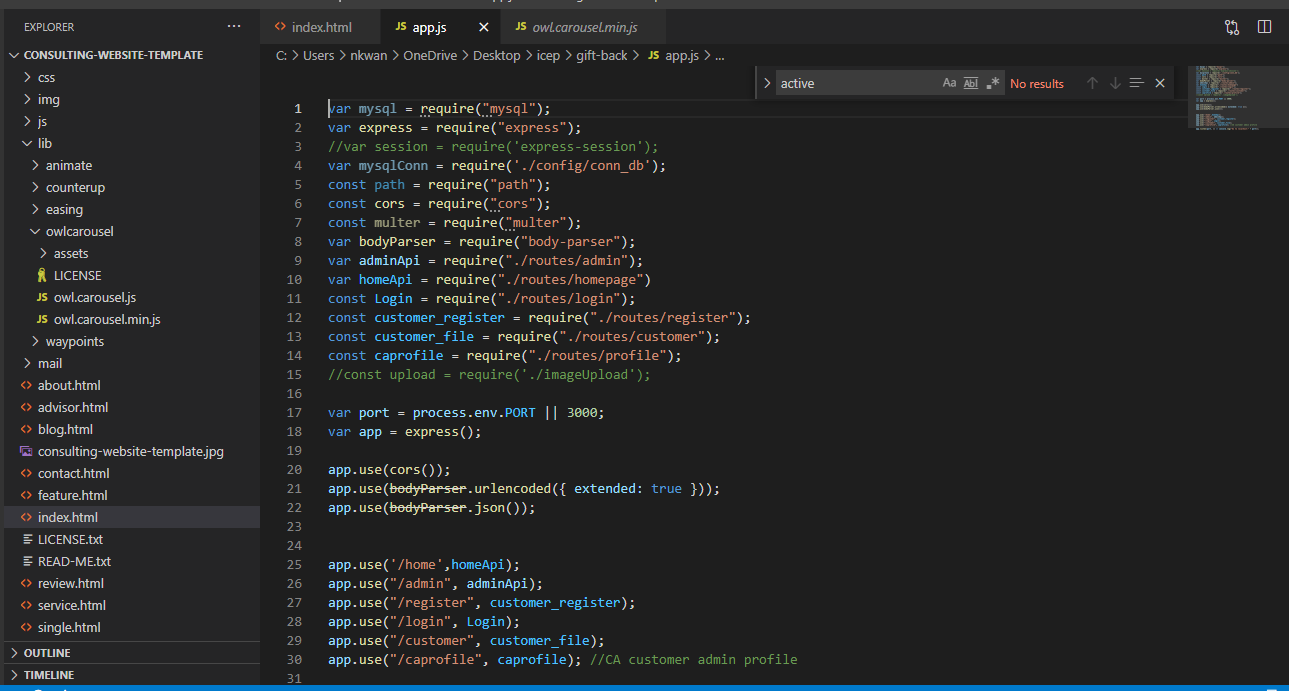 EXPLORER
CONSULTING-WEBSITE-TEMPLATE
css
img
js
lib
animate
counterup
easing
owlcarousel
assets
LICENSE
JS owl.carousel.js
JS owl.carousel.min.js
waypoints
mail
about.html
advisor.html
blog.html
consulting-website-template.jpg
contact.html
feature.html
index.html
LICENSE.txt
READ-ME.txt
review.html
service.html
single.html
OUTLINE
TIMELINE
index.html
JS app.js
JS owl.carousel.min.js
C: > Users > nkwan > OneDrive > Desktop > icep > gift-back > JS app.js > ...
active Aa Abl .* No results
1 var mysql = require("mysql");
2 var express = require("express");
3 //var session = require('express-session');
4 var mysqlConn = require('./config/conn_db');
5 const path = require("path");
6 const cors = require("cors");
7 const multer = require("multer");
8 var bodyParser = require("body-parser");
9 var adminApi = require("./routes/admin");
10 var homeApi = require("./routes/homepage")
11 const Login = require("./routes/login");
12 const customer_register = require("./routes/register");
13 const customer_file = require("./routes/customer");
14 const caprofile = require("./routes/profile");
15 //const upload = require('./imageUpload');
16
17 var port = process.env.PORT || 3000;
18 var app = express();
19
20 app.use(cors());
21 app.use(bodyParser.urlencoded({ extended: true }));
22 app.use(bodyParser.json());
23
24
25 app.use('/home',homeApi);
26 app.use("/admin", adminApi);
27 app.use("/register", customer_register);
28 app.use("/login", Login);
29 app.use("/customer", customer_file);
30 app.use("/caprofile", caprofile); //CA customer admin profile
31